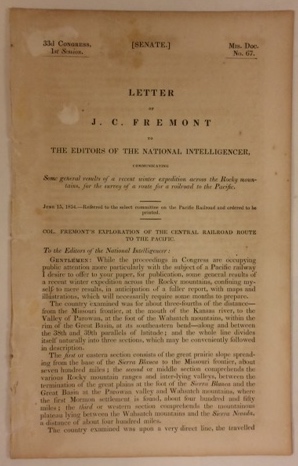 33d Congress,
1st Session.
[SENATE.]
Mis. Doc.
No. 67.
LETTER
OF
J. C. FREMONT
TO
THE EDITORS OF THE NATIONAL INTELLIGENCER,
COMMUNICATING
Some general results of a recent winter expedition across the Rocky moun-
tains, for the survey of a route for a railroad to the Pacific.
June 15, 1854.—Referred to the select committee on the Pacific Railroad and ordered to be
printed.
COL. FREMONT'S EXPLORATION OF THE CENTRAL RAILROAD ROUTE
TO THE PACIFIC.
To the Editors of the National Intelligencer:
Gentlemen: While the proceedings in Congress are occupying
public attention more particularly with the subject of a Pacific railway
I desire to offer to your paper, for publication, some general results of
a recent winter expedition across the Rocky mountains, confining my-
self to mere results, in anticipation of a fuller report, with maps and
illustrations, which will necessarily require some months to prepare.
The country examined was for about three-fourths of the distance—
from the Missouri frontier, at the mouth of the Kansas river, to the
Valley of Parowan, at the foot of the Wahsatch mountains, within the
rim of the Great Basin, at its southeastern bend—along and between
the 38th and 39th parallels of latitude; and the whole line divides
itself naturally into three sections, which may be conveniently followed
in description.
The first or eastern section consists of the great prairie slope spread-
ing from the base of the Sierra Blanca to the Missouri frontier, about
seven hundred miles; the second or middle section comprehends the
various Rocky mountain ranges and inter-lying valleys, between the
termination of the great plains at the foot of the Sierra Blanca and the
Great Basin at the Parowan valley and Wahsatch mountains, where
the first Mormon settlement is found, about four hundred and fifty
miles; the third or western section comprehends the mountainous
plateau lying between the Wahsatch mountains and the Sierra Nevada,
a distance of about four hundred miles.
The country examined was upon a very direct line, the travelled